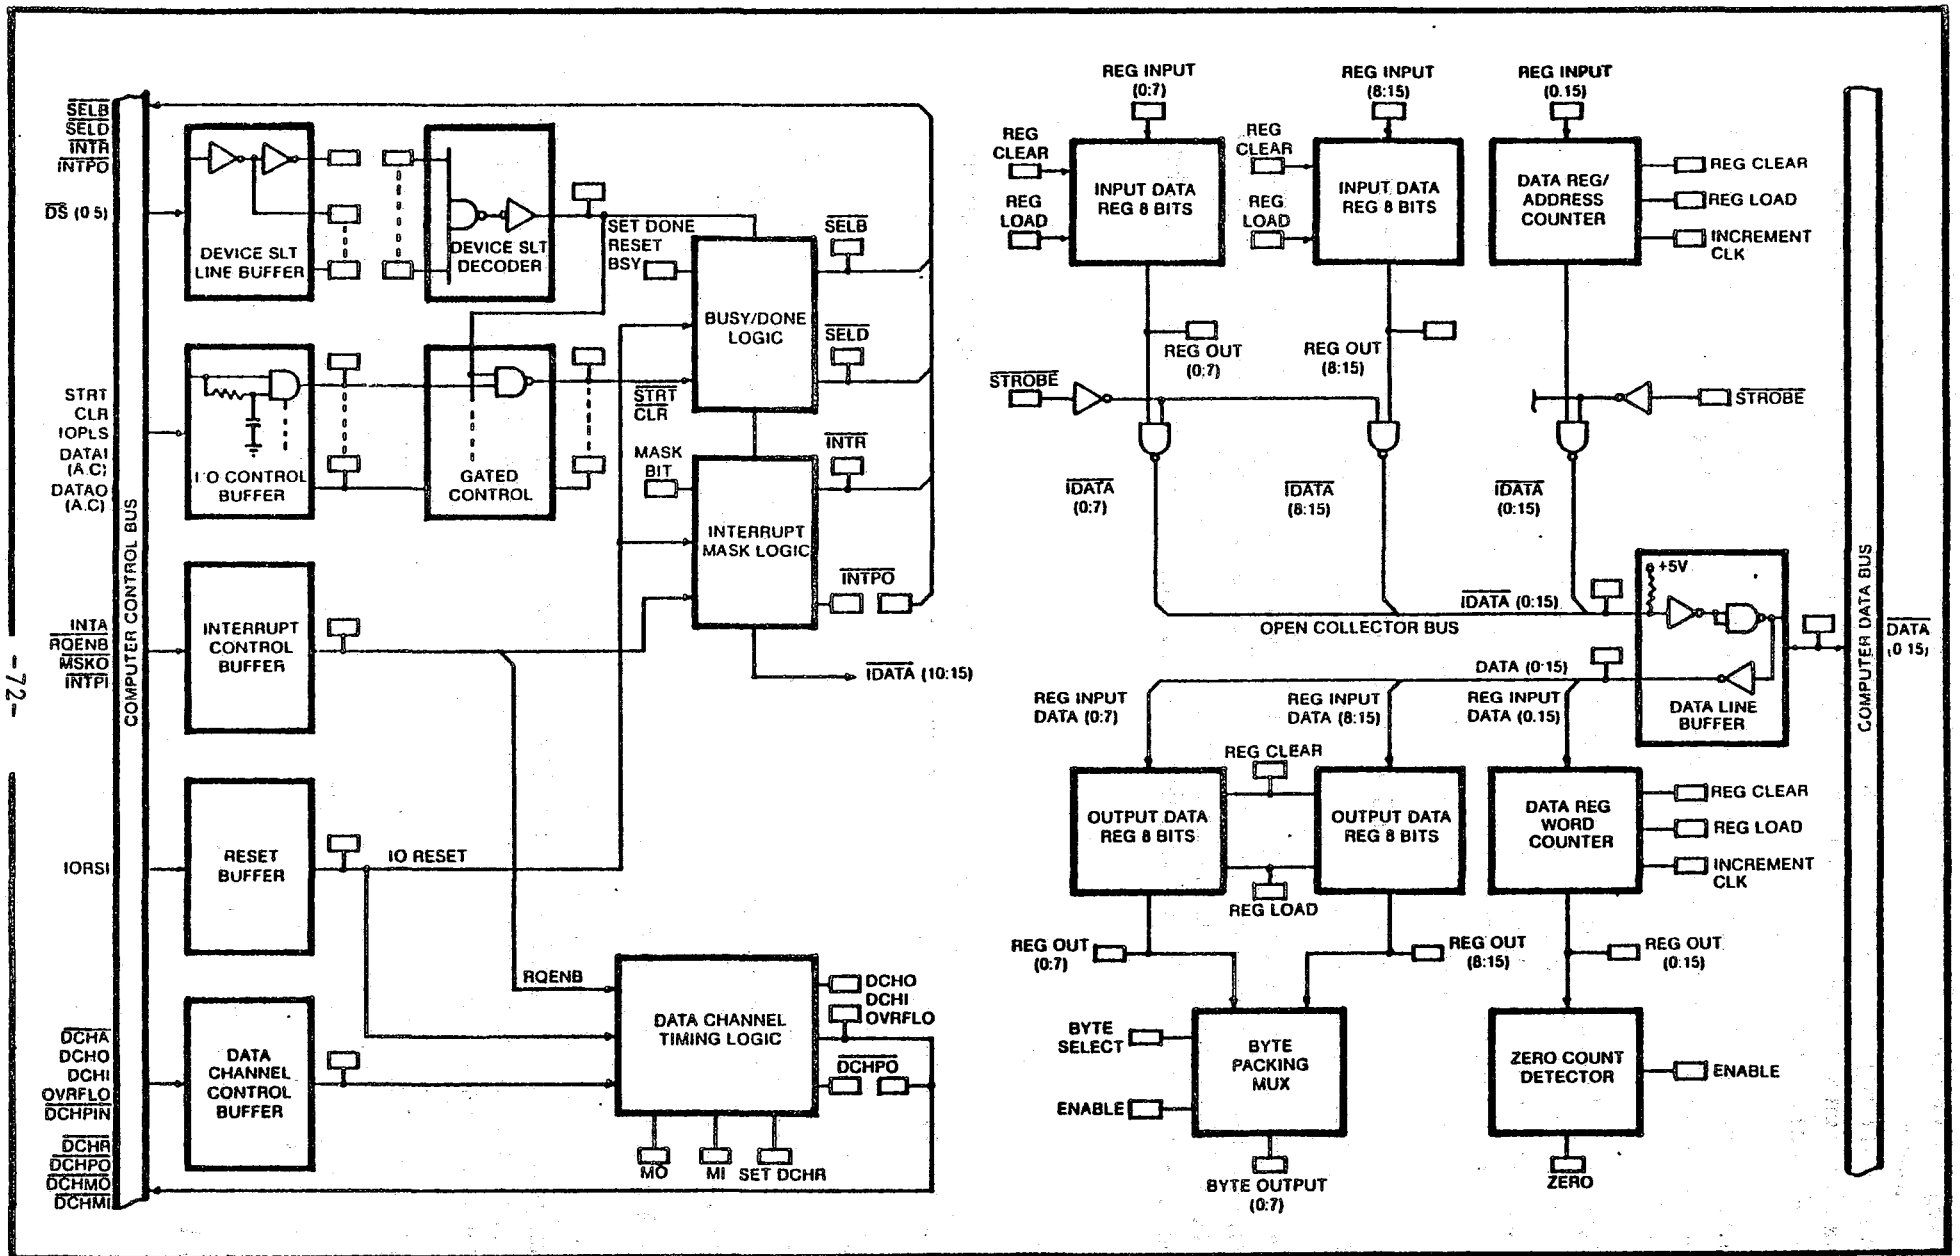 SELB
SELD
INTR
INTPO
DS (0 5)
STRT
CLR
IOPLS
DATAI
(A.C)
DATAO
(A.C)
INTA
RQENB
MSKO
INTPI
IORSI
DCHA
DCHO
DCHI
OVRFLO
DCHPIN
DCHR
DCHPO
DCHMO
DCHMI
COMPUTER CONTROL BUS
-72-
DEVICE SLT
LINE BUFFER
DEVICE SLT
DECODER
I/O CONTROL
BUFFER
GATED
CONTROL
INTERRUPT
CONTROL
BUFFER
RESET
BUFFER
DATA
CHANNEL
CONTROL
BUFFER
SET DONE
RESET
BSY
BUSY/DONE
LOGIC
SELB
SELD
STRT
CLR
MASK
BIT
INTERRUPT
MASK LOGIC
INTR
INTPO
IDATA (10:15)
IO RESET
RQENB
DATA CHANNEL
TIMING LOGIC
DCHO
DCHI
OVRFLO
DCHPO
MO
MI
SET DCHR
REG INPUT
(0:7)
REG INPUT
(8:15)
REG INPUT
(0.15)
REG
CLEAR
REG
LOAD
INPUT DATA
REG 8 BITS
REG
CLEAR
REG
LOAD
INPUT DATA
REG 8 BITS
DATA REG/
ADDRESS
COUNTER
REG CLEAR
REG LOAD
INCREMENT
CLK
REG OUT
(0:7)
REG OUT
(8:15)
STROBE
STROBE
IDATA
(0:7)
IDATA
(8:15)
IDATA
(0:15)
IDATA (0:15)
OPEN COLLECTOR BUS
+5V
DATA LINE
BUFFER
DATA (0:15)
COMPUTER DATA BUS
DATA
(0 15)
REG INPUT
DATA (0:7)
REG INPUT
DATA (8:15)
REG INPUT
DATA (0.15)
OUTPUT DATA
REG 8 BITS
REG CLEAR
REG LOAD
OUTPUT DATA
REG 8 BITS
DATA REG
WORD
COUNTER
REG CLEAR
REG LOAD
INCREMENT
CLK
REG OUT
(0:7)
REG OUT
(8:15)
REG OUT
(0:15)
BYTE
SELECT
ENABLE
BYTE
PACKING
MUX
BYTE OUTPUT
(0:7)
ZERO COUNT
DETECTOR
ENABLE
ZERO